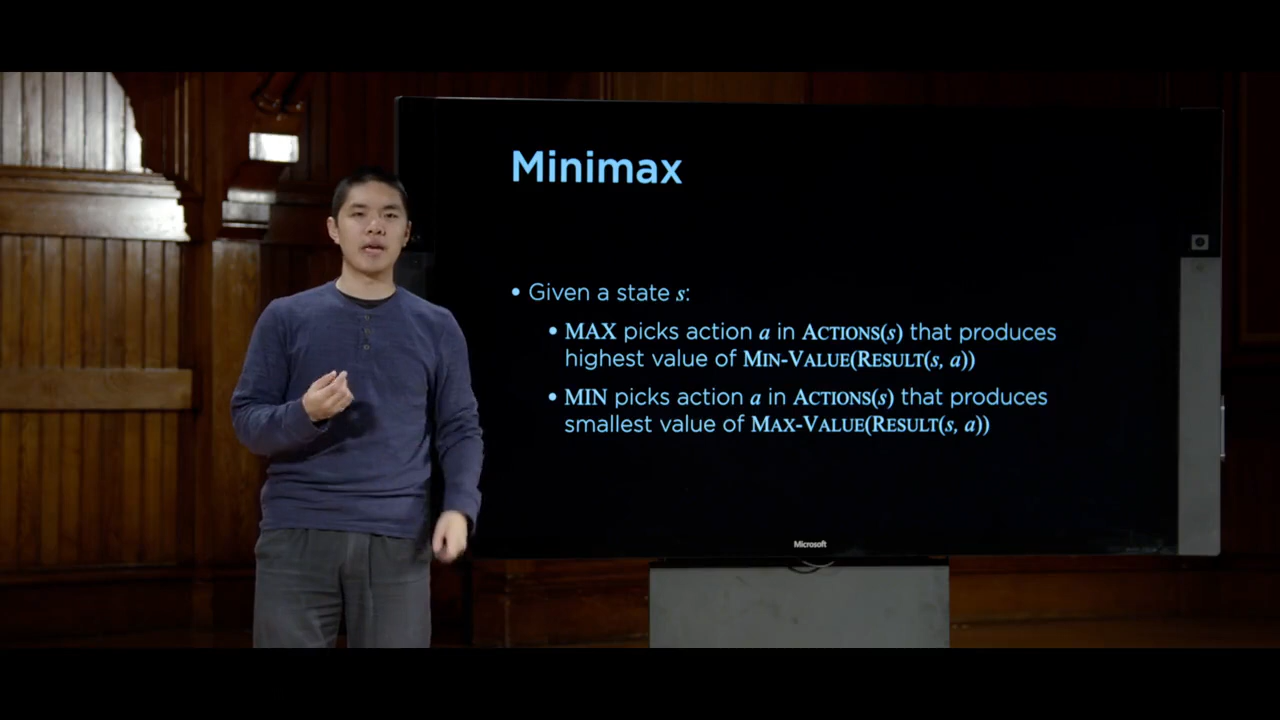 Minimax
• Given a state s:
• MAX picks action a in ACTIONS(s) that produces
highest value of MIN-VALUE(RESULT(s, a))
• MIN picks action a in ACTIONS(s) that produces
smallest value of MAX-VALUE(RESULT(s, a))
Microsoft